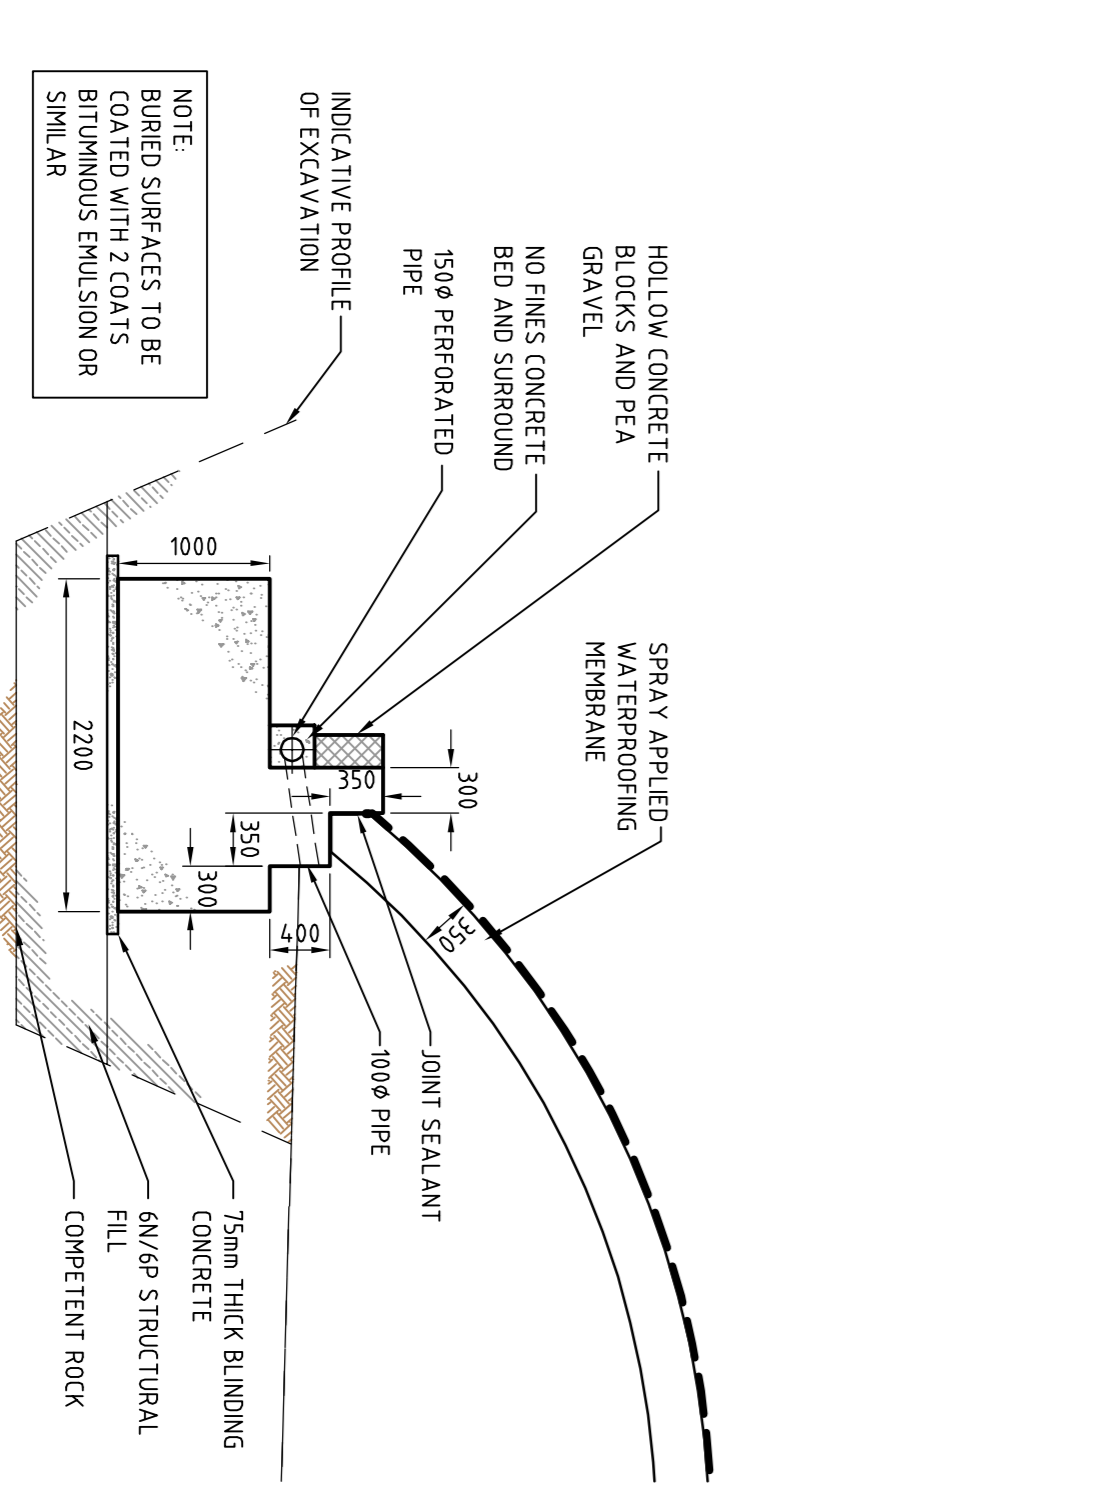 SPRAY APPLIED
WATERPROOFING
MEMBRANE
HOLLOW CONCRETE
BLOCKS AND PEA
GRAVEL
NO FINES CONCRETE
BED AND SURROUND
150Ø PERFORATED
PIPE
INDICATIVE PROFILE
OF EXCAVATION
NOTE:
BURIED SURFACES TO BE
COATED WITH 2 COATS
BITUMINOUS EMULSION OR
SIMILAR
300
350
350
350
300
400
1000
2200
JOINT SEALANT
100Ø PIPE
75mm THICK BLINDING
CONCRETE
6N/6P STRUCTURAL
FILL
COMPETENT ROCK